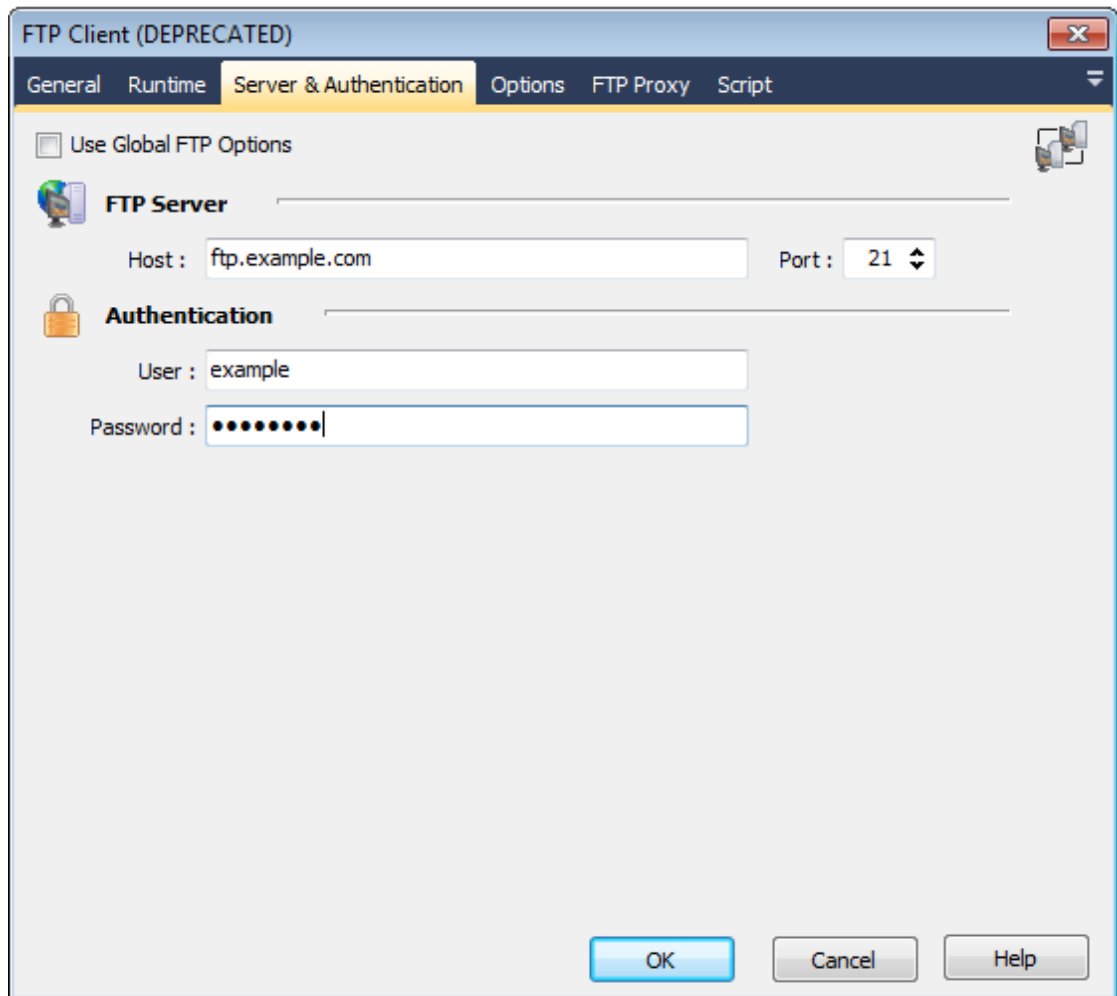 FTP Client (DEPRECATED)
General Runtime Server & Authentication Options FTP Proxy Script
Use Global FTP Options
FTP Server
Host : ftp.example.com Port : 21
Authentication
User : example
Password : ••••••••
OK Cancel Help